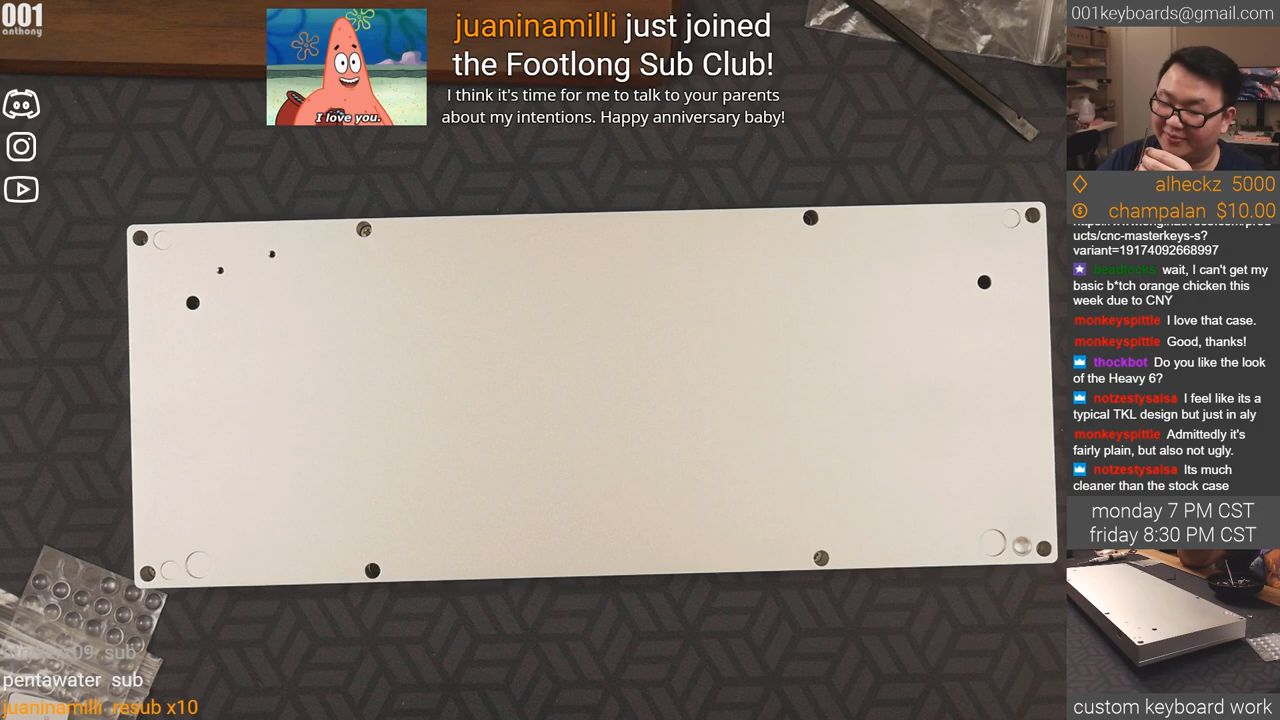 001
anthony
juaninamilli just joined
the Footlong Sub Club!
I think it's time for me to talk to your parents
about my intentions. Happy anniversary baby!
I love you.
001keyboards@gmail.com
alheckz 5000
champalan $10.00
ucts/cnc-masterkeys-s?
variant=19174092668997
wait, I can't get my
basic b*tch orange chicken this
week due to CNY
monkeyspittle I love that case.
monkeyspittle Good, thanks!
thockbot Do you like the look
of the Heavy 6?
notzestysalsa I feel like its a
typical TKL design but just in aly
monkeyspittle Admittedly it's
fairly plain, but also not ugly.
notzestysalsa Its much
cleaner than the stock case
monday 7 PM CST
friday 8:30 PM CST
custom keyboard work
sub
pentawater sub
juaninamilli resub x10